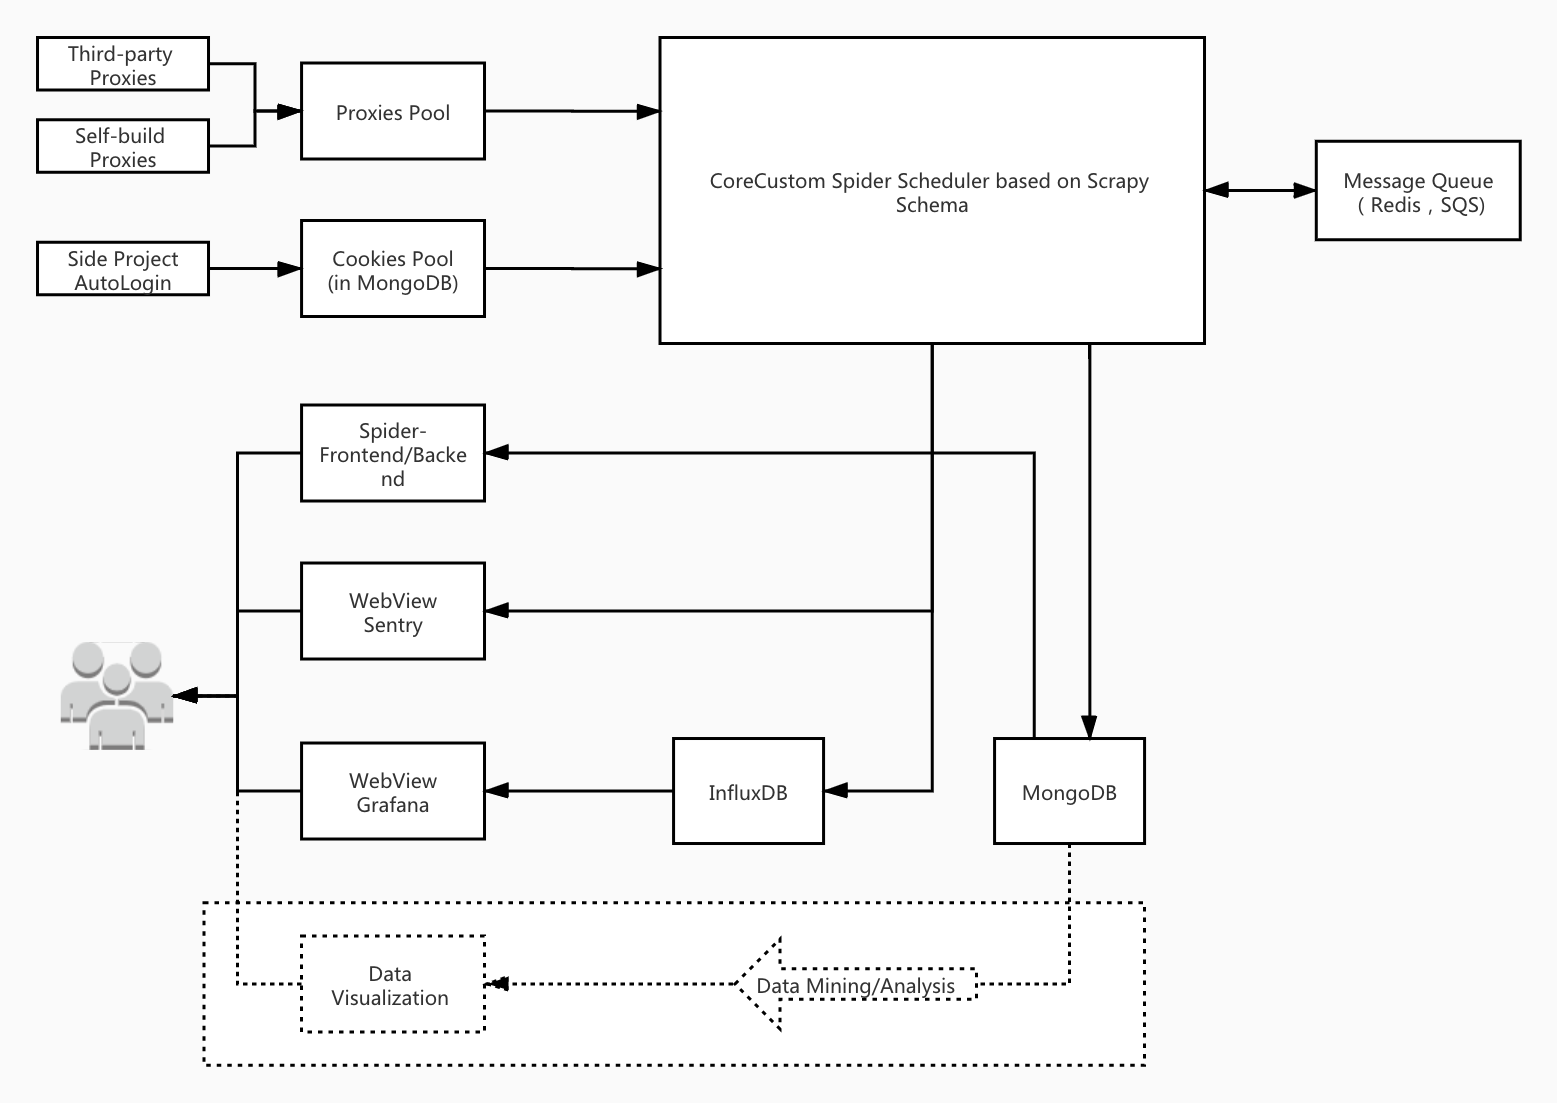 Third-party
Proxies
Self-build
Proxies
Proxies Pool
CoreCustom Spider Scheduler based on Scrapy
Schema
Message Queue
( Redis , SQS)
Side Project
AutoLogin
Cookies Pool
(in MongoDB)
Spider-
Frontend/Backe
nd
WebView
Sentry
WebView
Grafana
InfluxDB
MongoDB
Data
Visualization
Data Mining/Analysis